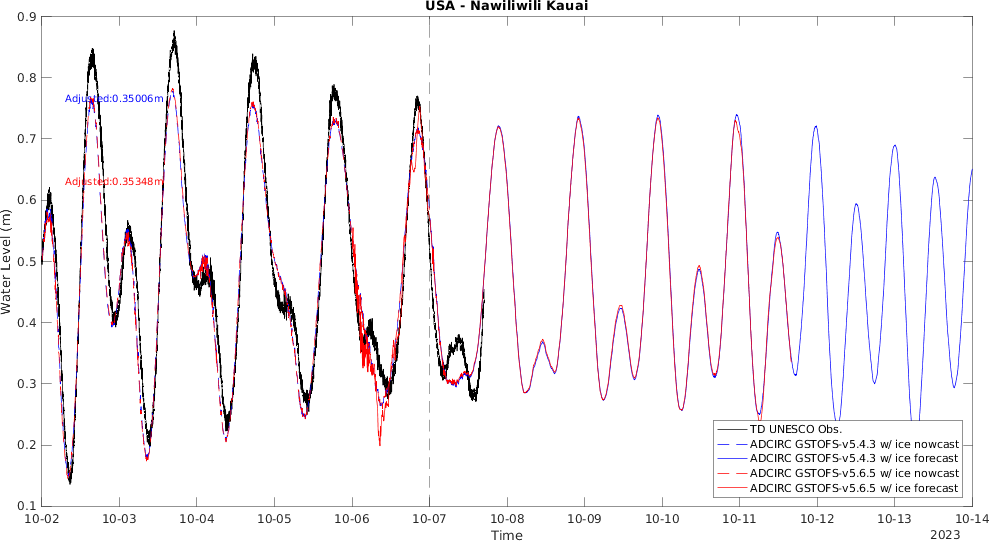 USA - Nawiliwili Kauai
0.9
0.8
0.7
0.6
0.5
0.4
0.3
0.2
0.1
Water Level (m)
Adjusted:0.35006m
Adjusted:0.35348m
TD UNESCO Obs.
ADCIRC GSTOFS-v5.4.3 w/ ice nowcast
ADCIRC GSTOFS-v5.4.3 w/ ice forecast
ADCIRC GSTOFS-v5.6.5 w/ ice nowcast
ADCIRC GSTOFS-v5.6.5 w/ ice forecast
10-02 10-03 10-04 10-05 10-06 10-07 10-08 10-09 10-10 10-11 10-12 10-13 10-14
Time
2023